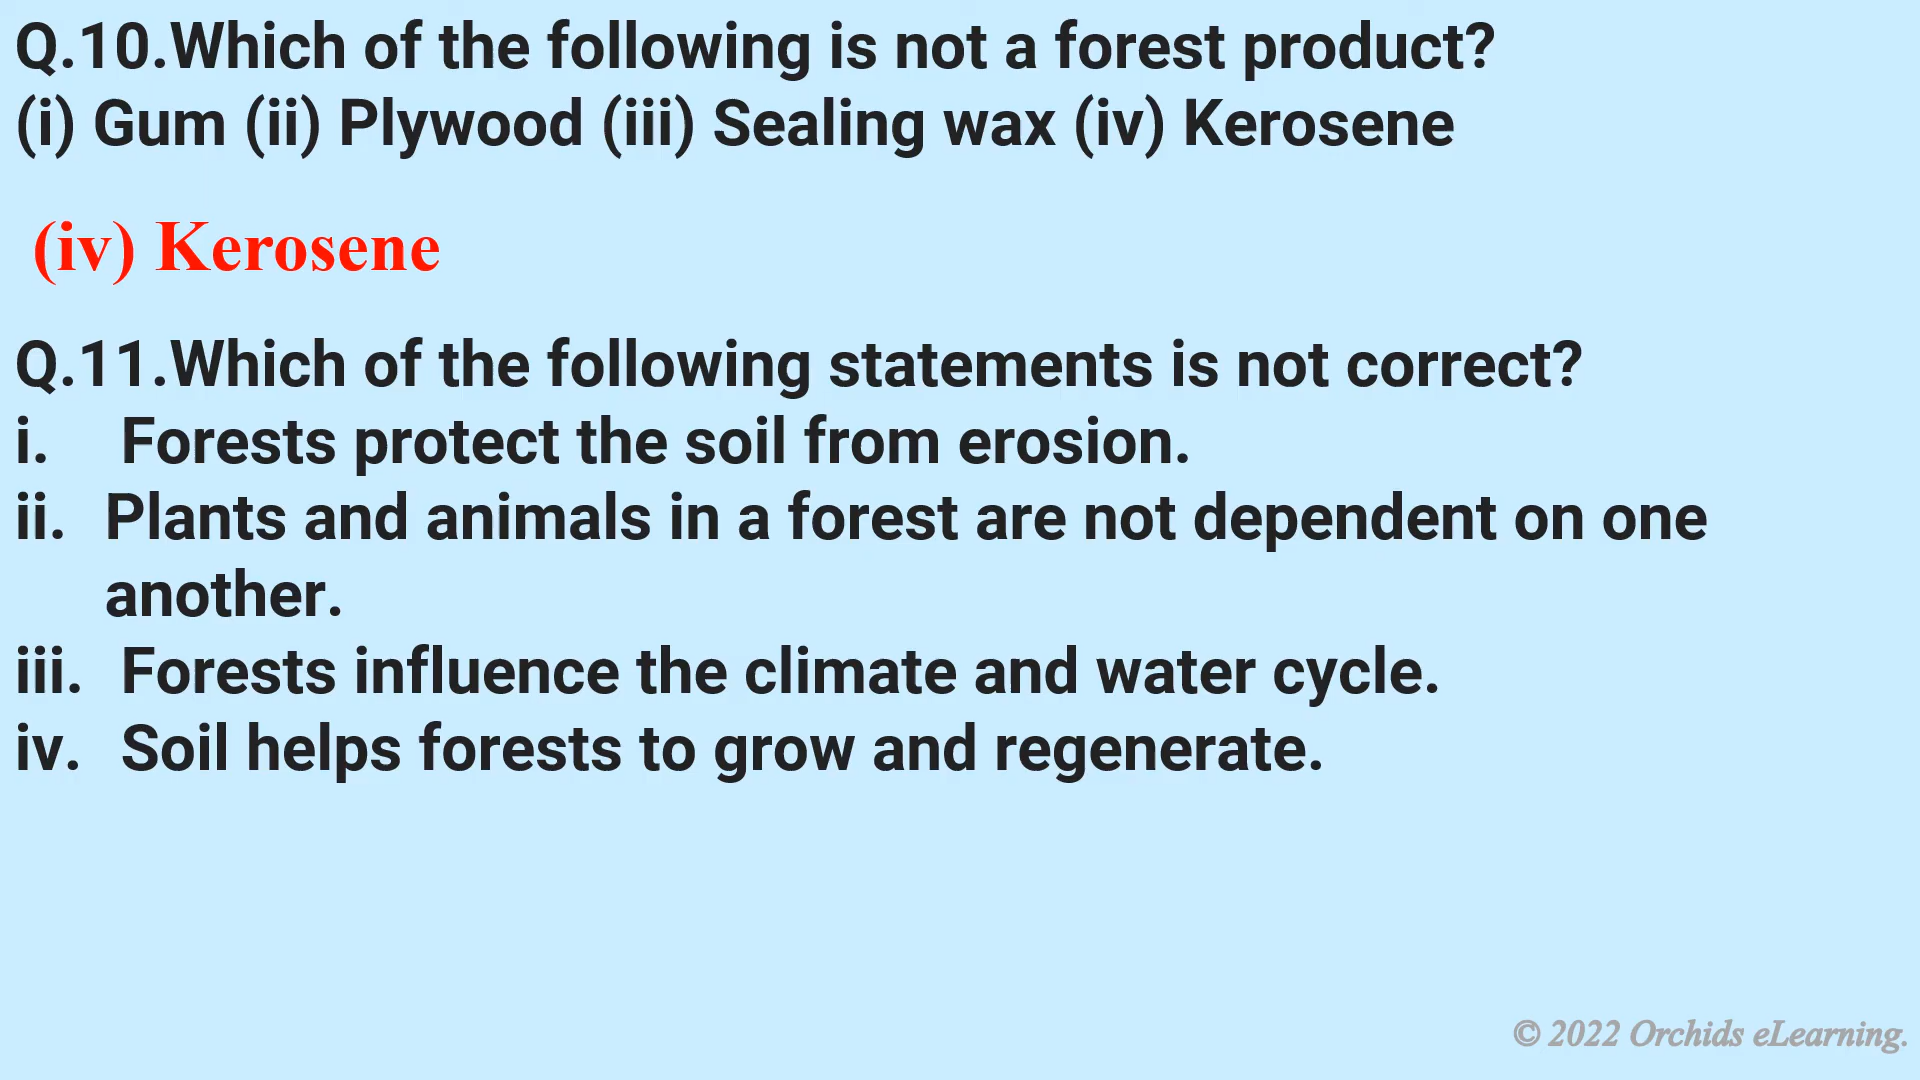 Q.10.Which of the following is not a forest product?
(i) Gum (ii) Plywood (iii) Sealing wax (iv) Kerosene
(iv) Kerosene
Q.11.Which of the following statements is not correct?
i. Forests protect the soil from erosion.
ii. Plants and animals in a forest are not dependent on one
another.
iii. Forests influence the climate and water cycle.
iv. Soil helps forests to grow and regenerate.
© 2022 Orchids eLearning.